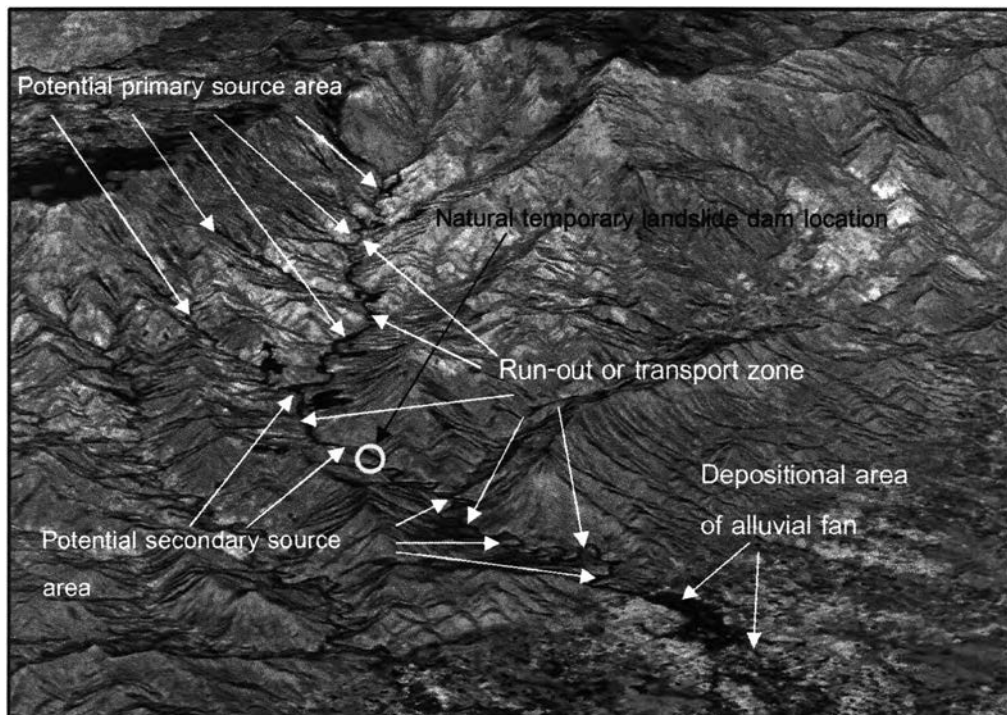 Potential primary source area
Natural temporary landslide dam location
Run-out or transport zone
Depositional area
of alluvial fan
Potential secondary source
area